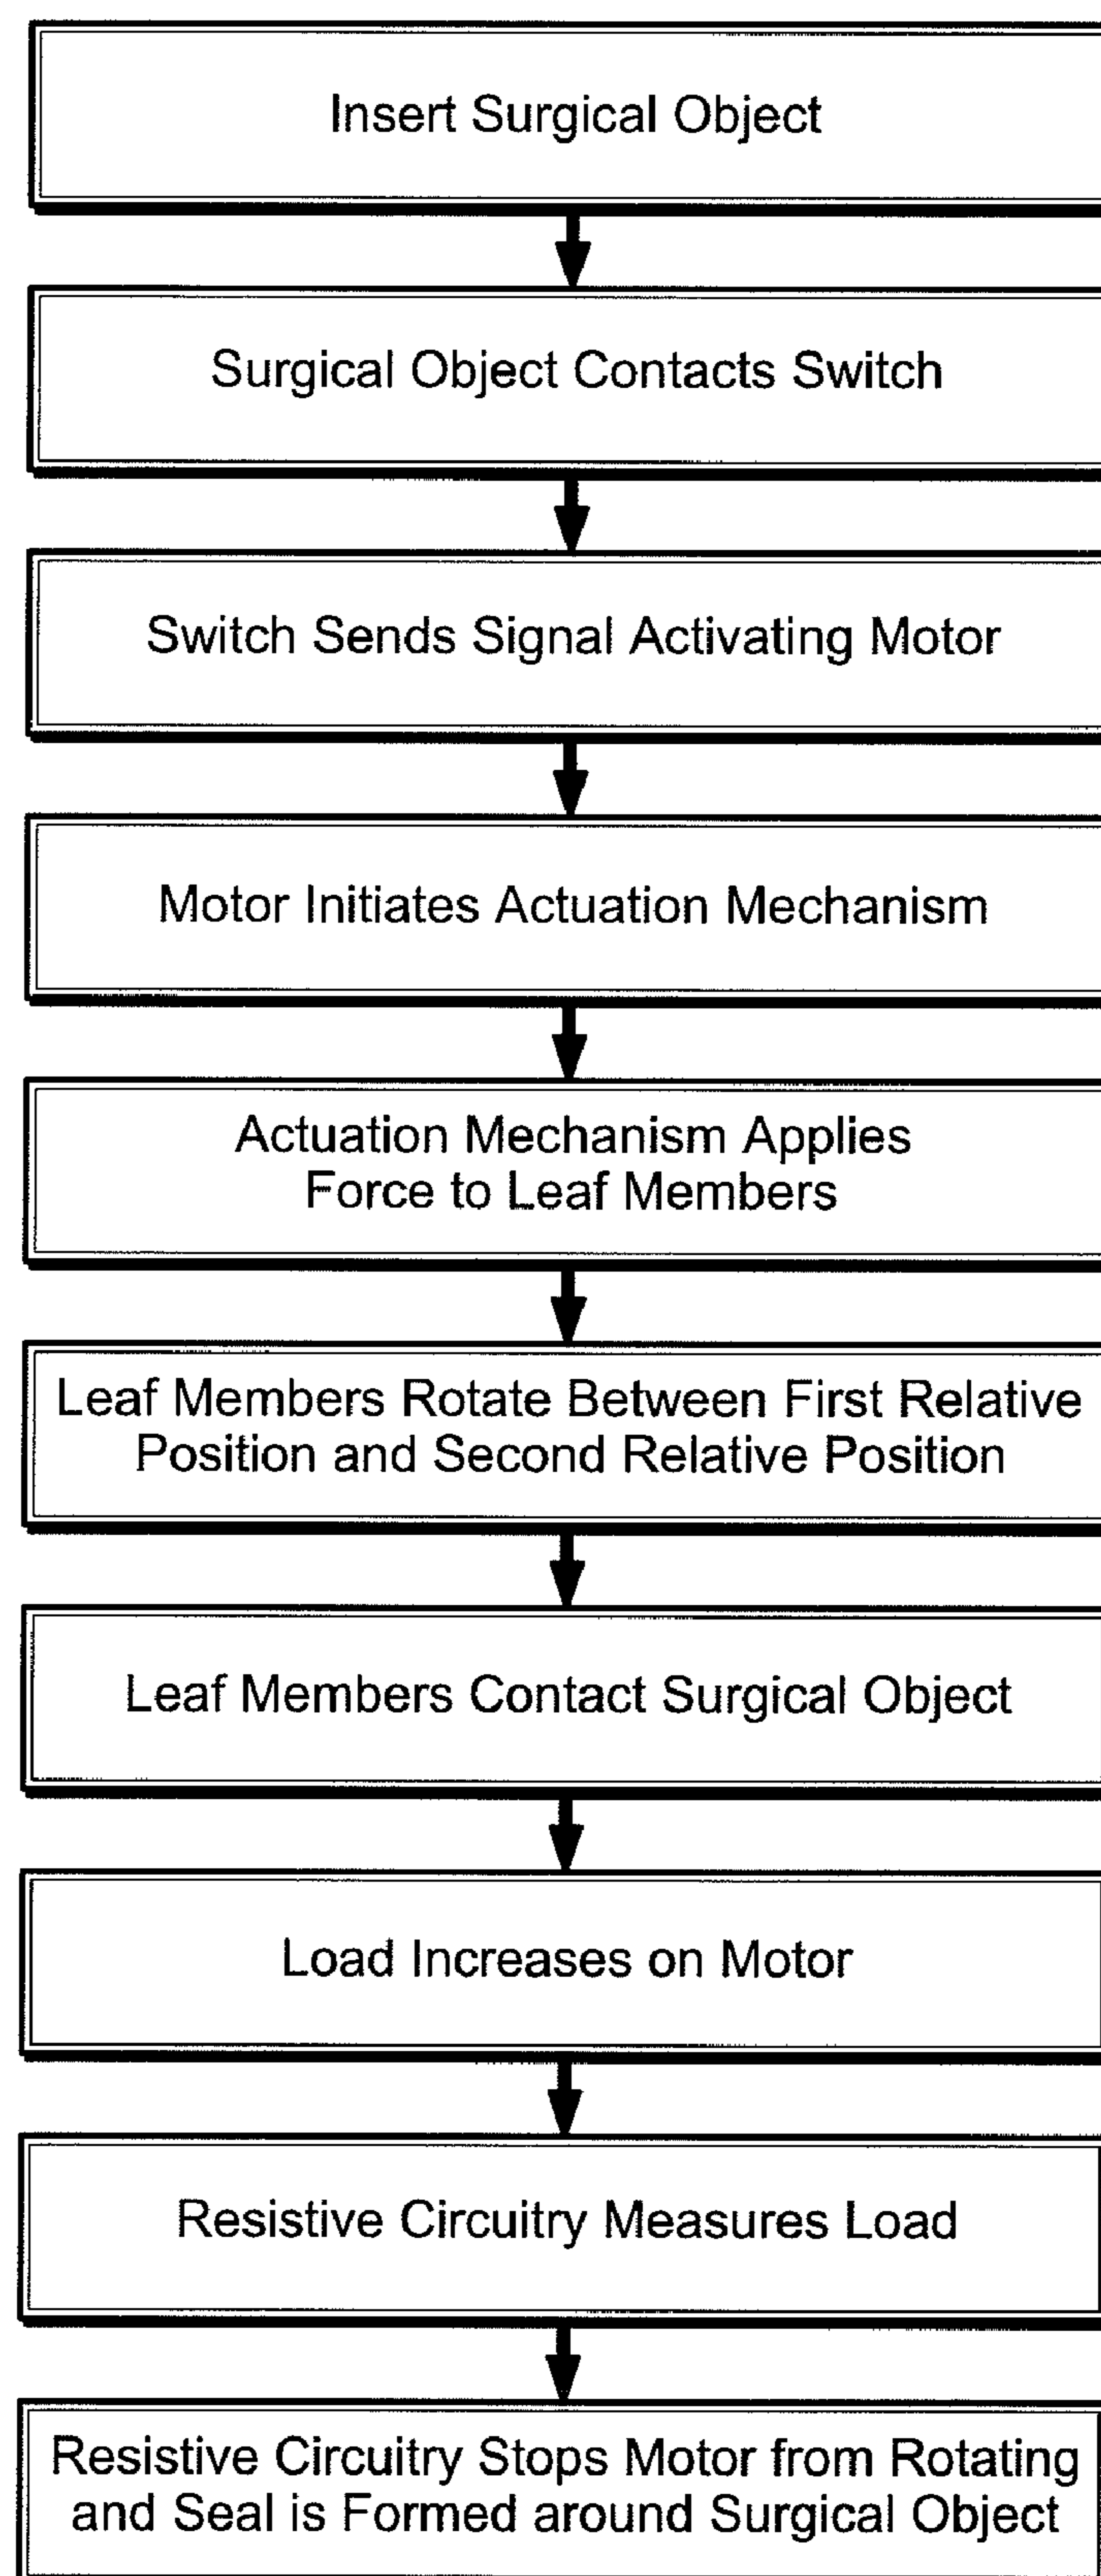 Insert Surgical Object
Surgical Object Contacts Switch
Switch Sends Signal Activating Motor
Motor Initiates Actuation Mechanism
Actuation Mechanism Applies
Force to Leaf Members
Leaf Members Rotate Between First Relative
Position and Second Relative Position
Leaf Members Contact Surgical Object
Load Increases on Motor
Resistive Circuitry Measures Load
Resistive Circuitry Stops Motor from Rotating
and Seal is Formed around Surgical Object